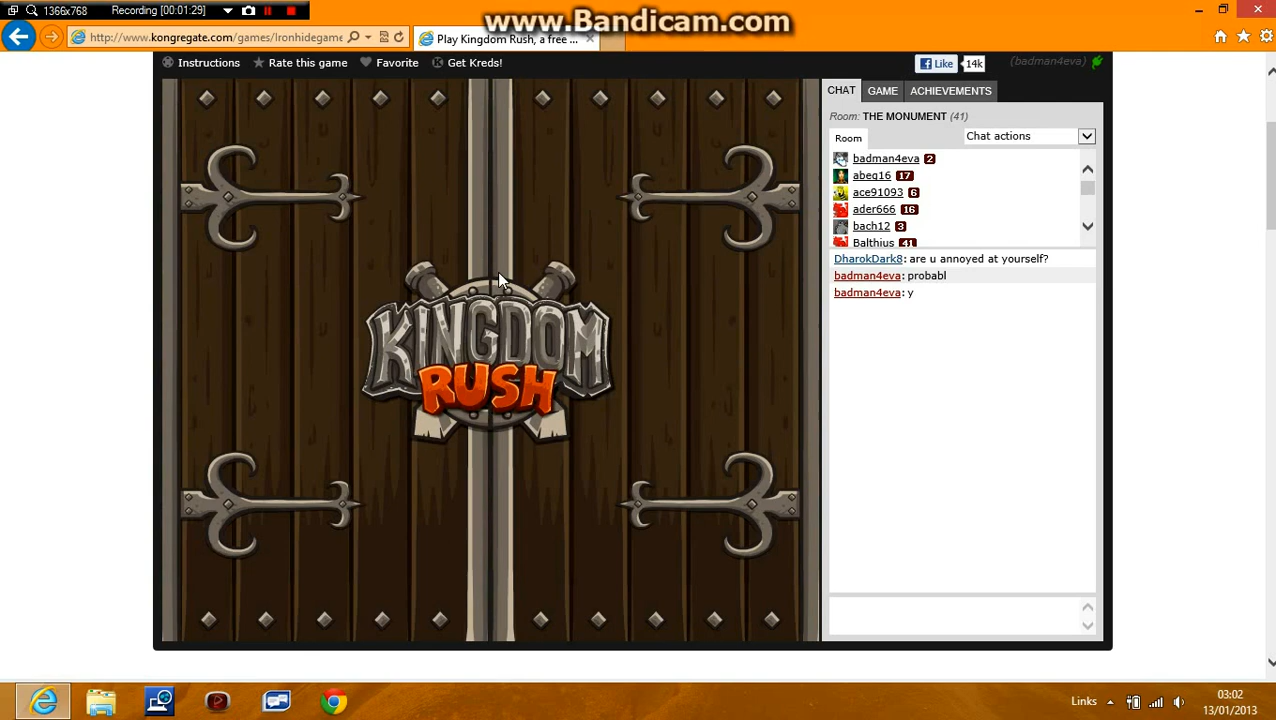 1366x768 Recording [00:01:29]
www.Bandicam.com
http://www.kongregate.com/games/Ironhidegame
Play Kingdom Rush, a free ...
Instructions Rate this game Favorite Get Kreds!
Like 14k (badman4eva)
CHAT GAME ACHIEVEMENTS
Room: THE MONUMENT (41)
Room Chat actions
badman4eva 2
abeg16 17
ace91093 6
ader666 16
bach12 3
Balthius 41
DharokDark8: are u annoyed at yourself?
badman4eva: probabl
badman4eva: y
KINGDOM
RUSH
Links
03:02
13/01/2013